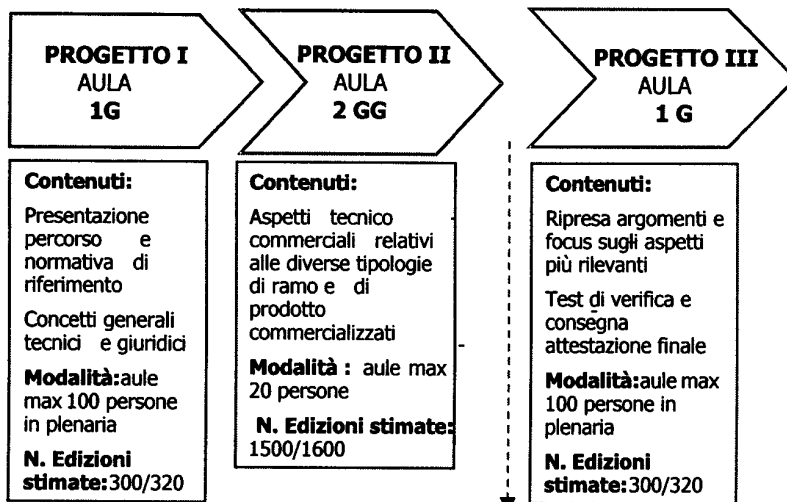 PROGETTO I
AULA
1G
PROGETTO II
AULA
2 GG
PROGETTO III
AULA
1 G
Contenuti:
Presentazione
percorso e
normativa di
riferimento
Concetti generali
tecnici e giuridici
Modalità:aule
max 100 persone
in plenaria
N. Edizioni
stimate:300/320
Contenuti:
Aspetti tecnico
commerciali relativi
alle diverse tipologie
di ramo e di
prodotto
commercializzati
Modalità : aule max
20 persone
N. Edizioni stimate:
1500/1600
Contenuti:
Ripresa argomenti e
focus sugli aspetti
più rilevanti
Test di verifica e
consegna
attestazione finale
Modalità:aule max
100 persone in
plenaria
N. Edizioni
stimate:300/320